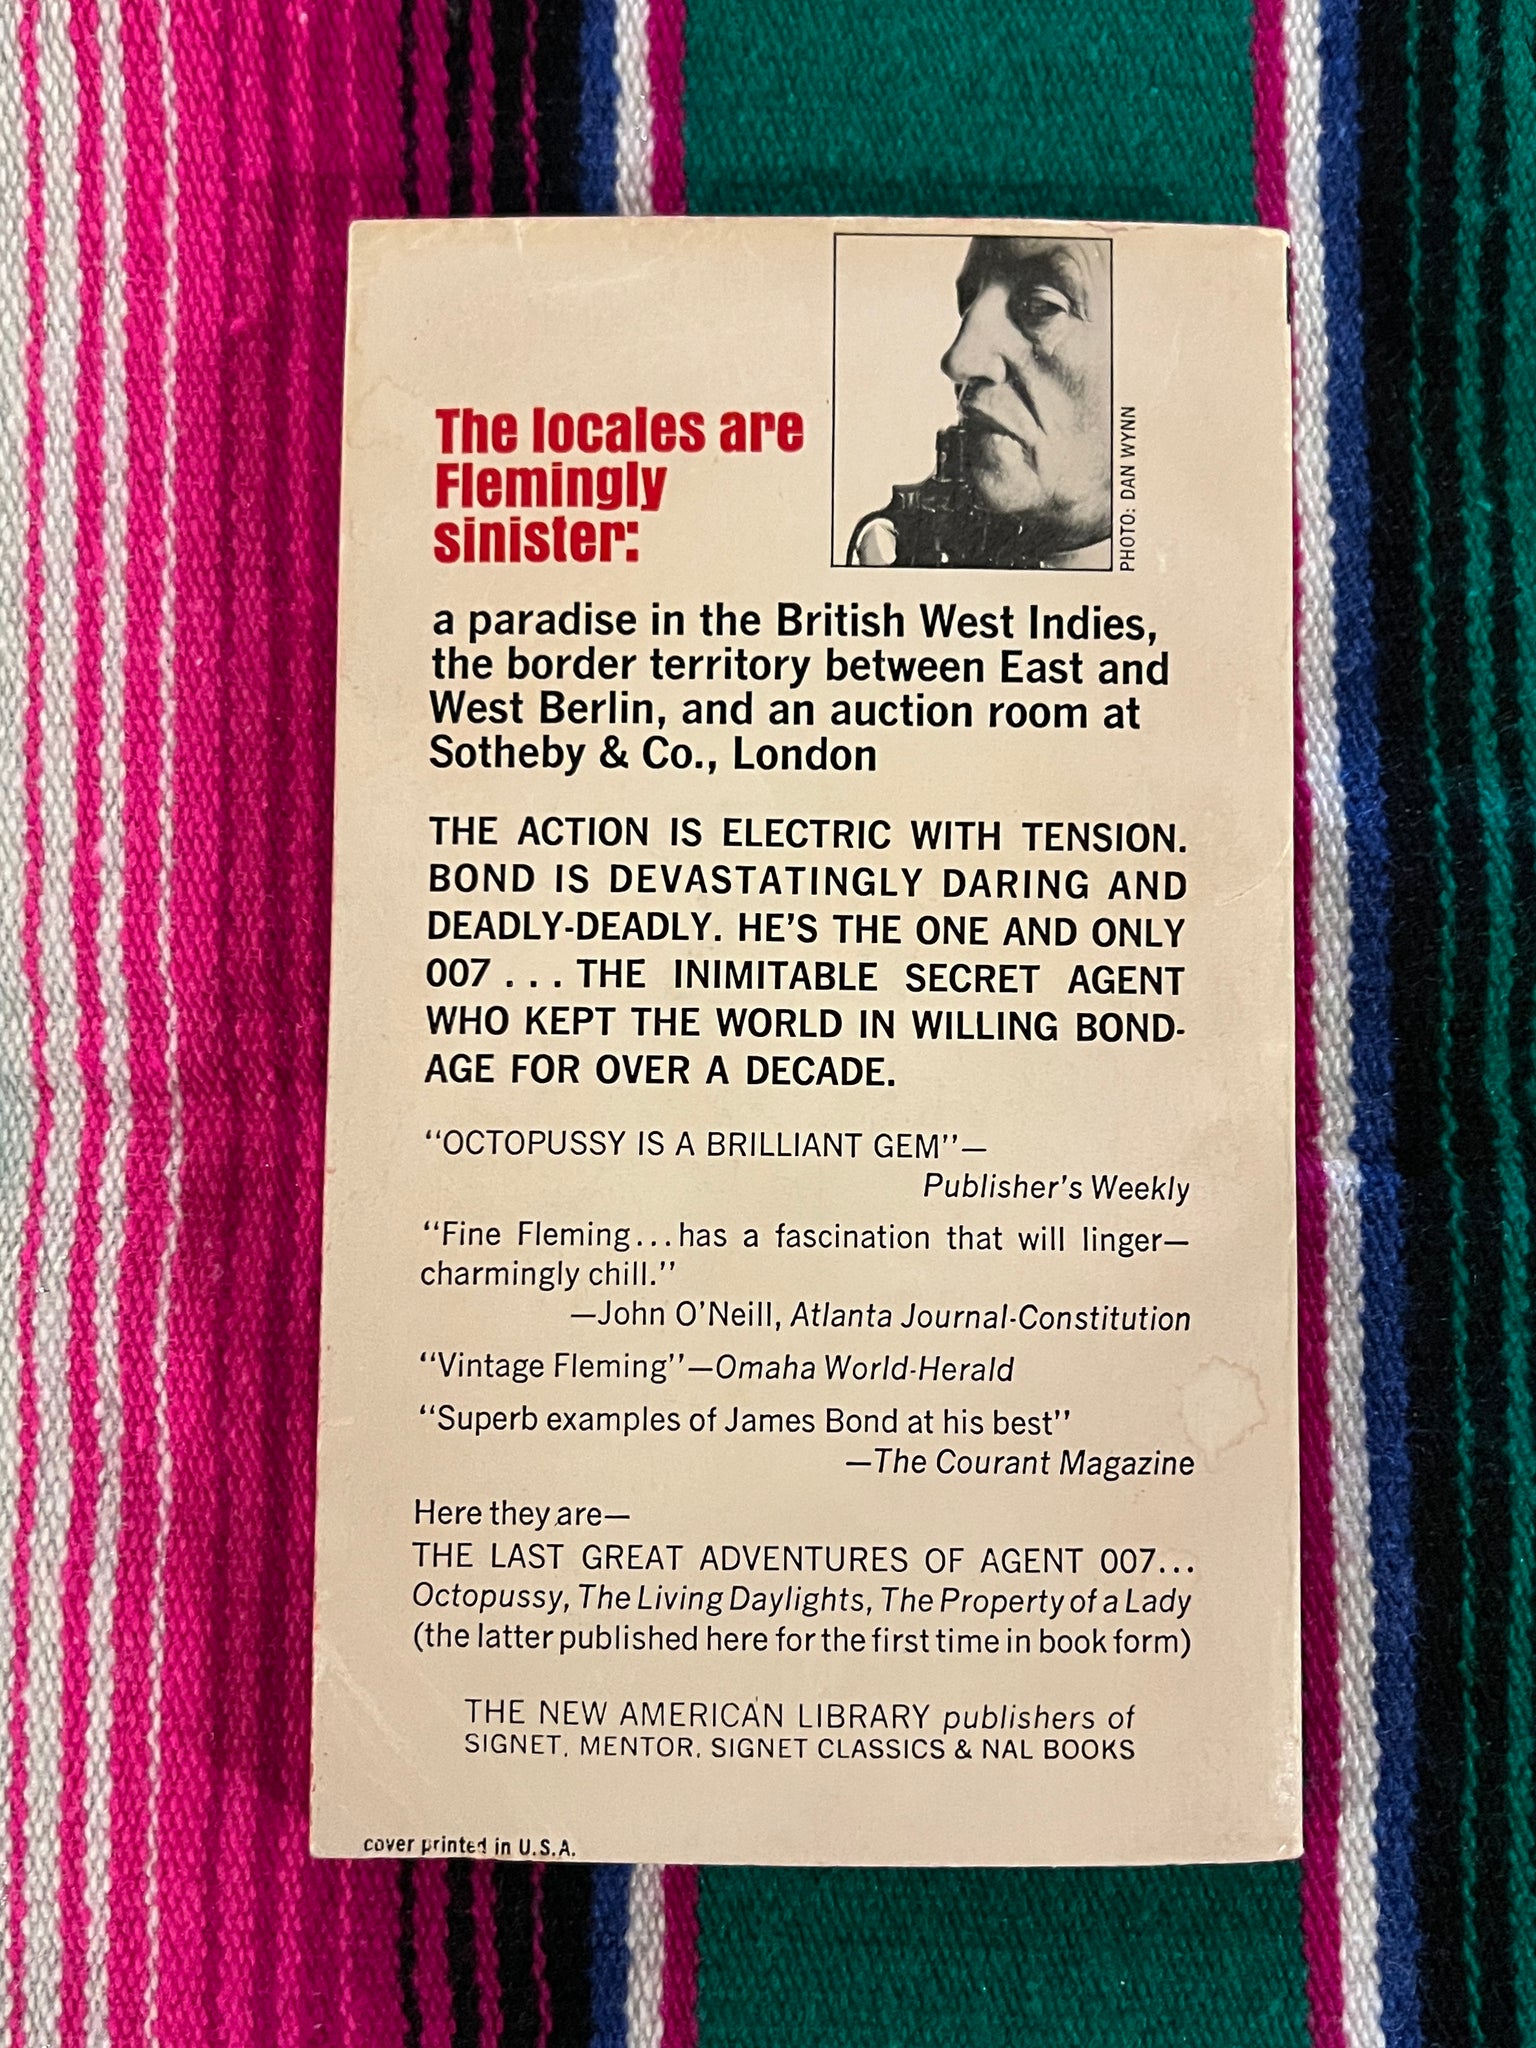 The locales are
Flemingly
sinister:
PHOTO: DAN WYNN
a paradise in the British West Indies,
the border territory between East and
West Berlin, and an auction room at
Sotheby & Co., London
THE ACTION IS ELECTRIC WITH TENSION.
BOND IS DEVASTATINGLY DARING AND
DEADLY-DEADLY. HE'S THE ONE AND ONLY
007 . . . THE INIMITABLE SECRET AGENT
WHO KEPT THE WORLD IN WILLING BOND-
AGE FOR OVER A DECADE.
"OCTOPUSSY IS A BRILLIANT GEM"—
Publisher's Weekly
"Fine Fleming...has a fascination that will linger—
charmingly chill."
—John O'Neill, Atlanta Journal-Constitution
"Vintage Fleming"—Omaha World-Herald
"Superb examples of James Bond at his best"
—The Courant Magazine
Here they are—
THE LAST GREAT ADVENTURES OF AGENT 007...
Octopussy, The Living Daylights, The Property of a Lady
(the latter published here for the first time in book form)
THE NEW AMERICAN LIBRARY publishers of
SIGNET, MENTOR, SIGNET CLASSICS & NAL BOOKS
cover printed in U.S.A.